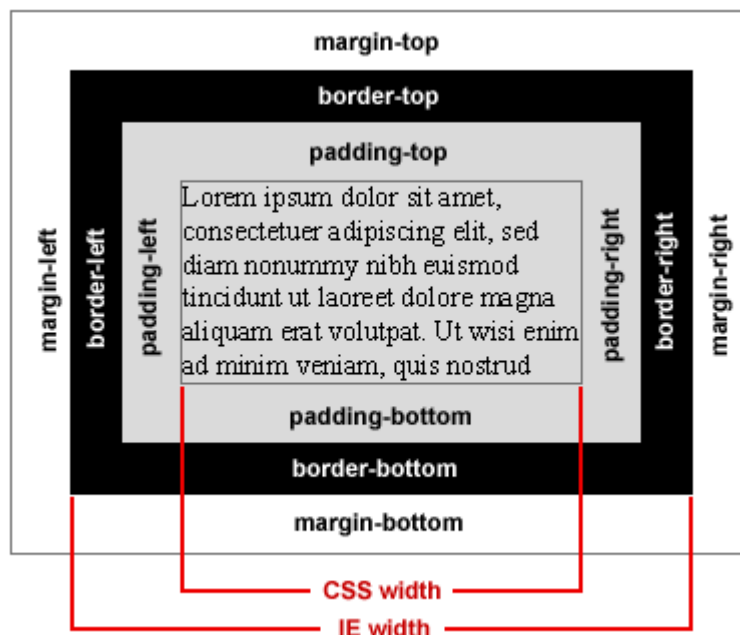 margin-top
border-top
padding-top
margin-left
border-left
padding-left
Lorem ipsum dolor sit amet,
consectetuer adipiscing elit, sed
diam nonummy nibh euismod
tincidunt ut laoreet dolore magna
aliquam erat volutpat. Ut wisi enim
ad minim veniam, quis nostrud
padding-right
border-right
margin-right
padding-bottom
border-bottom
margin-bottom
CSS width
IE width